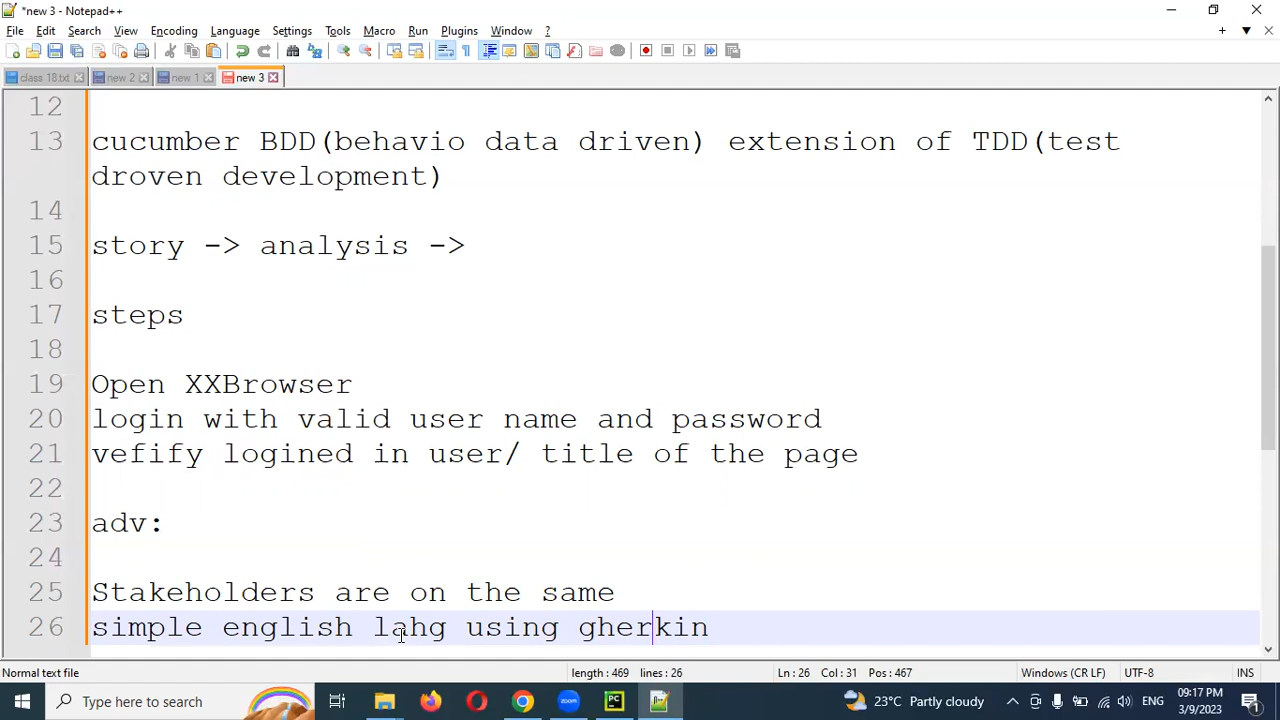 *new 3 - Notepad++
File Edit Search View Encoding Language Settings Tools Macro Run Plugins Window ?
class 18.txt new 2 new 1 new 3
12
13 cucumber BDD(behavio data driven) extension of TDD(test
droven development)
14
15 story -> analysis ->
16
17 steps
18
19 Open XXBrowser
20 login with valid user name and password
21 vefify logined in user/ title of the page
22
23 adv:
24
25 Stakeholders are on the same
26 simple english lahg using gherkin
Normal text file length : 469 lines : 26 Ln : 26 Col : 31 Pos : 467 Windows (CR LF) UTF-8 INS
Type here to search 23°C Partly cloudy ENG 09:17 PM
3/9/2023